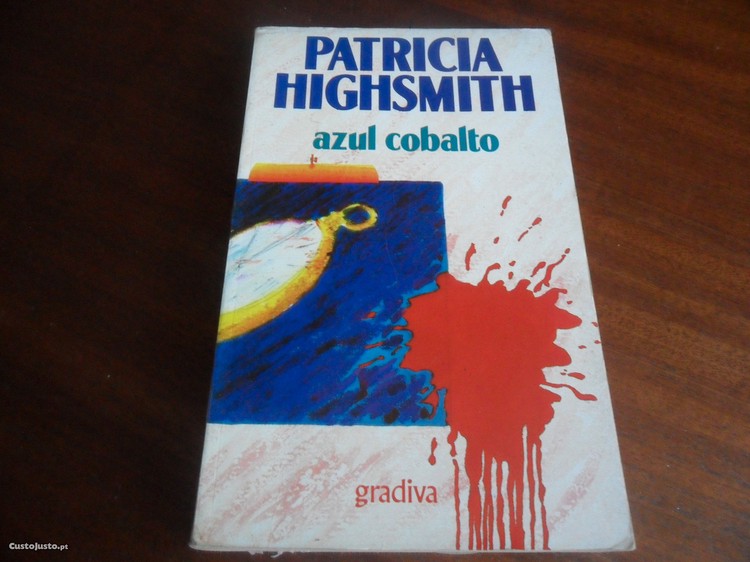 PATRICIA
HIGHSMITH
azul cobalto
gradiva
CustoJusto.pt